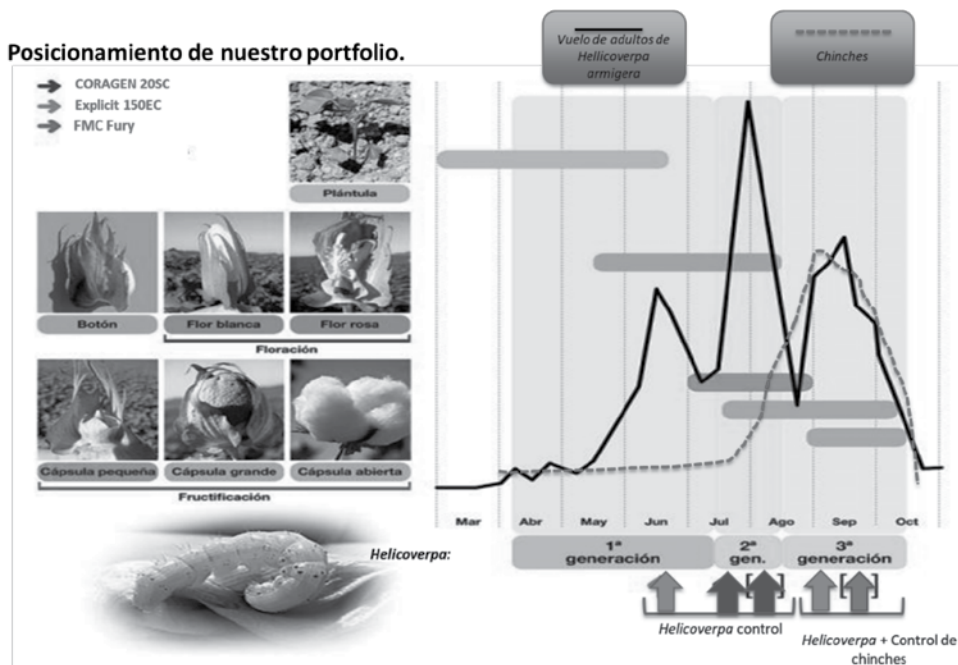 Posicionamiento de nuestro portfolio.
Vuelo de adultos de
Hellicoverpa
armigera
Chinches
CORAGEN 20SC
Explicit 150EC
FMC Fury
Plántula
Botón
Flor blanca
Flor rosa
Floración
Cápsula pequeña
Cápsula grande
Cápsula abierta
Fructificación
Mar
Abr
May
Jun
Jul
Ago
Sep
Oct
Helicoverpa:
1ª
generación
2ª
gen.
3ª
generación
[ ]
[ ]
Helicoverpa control
Helicoverpa + Control de
chinches